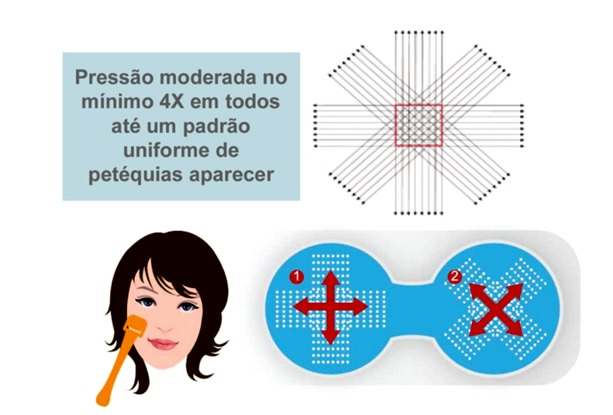 Pressão moderada no
mínimo 4X em todos
até um padrão
uniforme de
petéquias aparecer
1
2